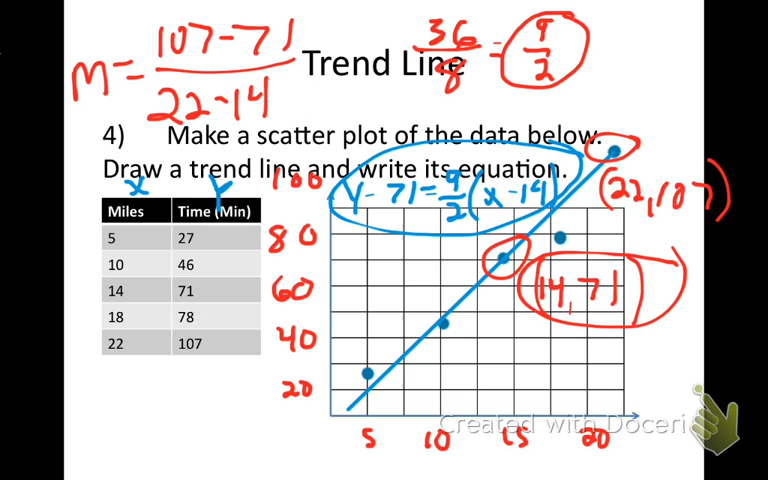 m = 107-71 / 22-14
36/8 = 9/2
Trend Line
4) Make a scatter plot of the data below.
Draw a trend line and write its equation.
x y
Miles Time (Min)
5 27
10 46
14 71
18 78
22 107
y-71=9/2(x-14)
(22,107)
(14,71)
100
80
60
40
20
5 10 15 20
Created with Doceri